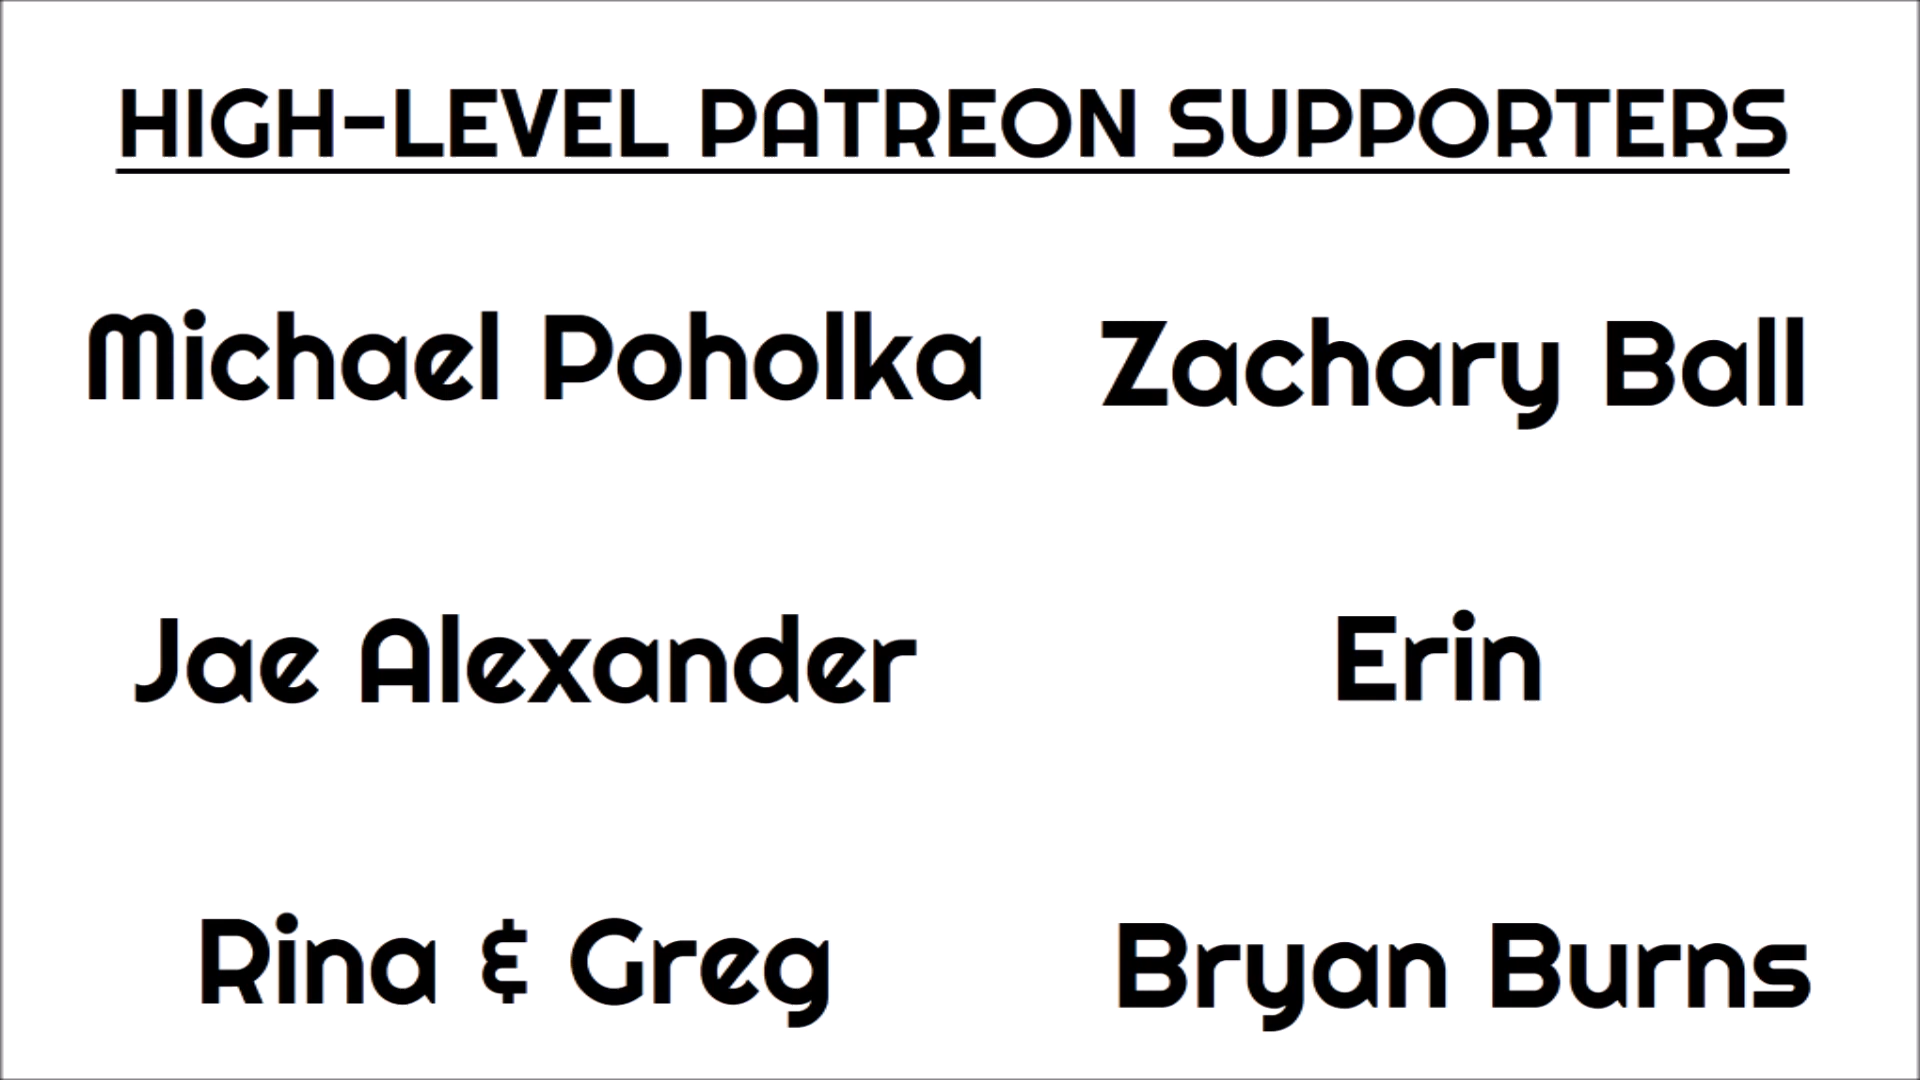 HIGH-LEVEL PATREON SUPPORTERS
Michael Poholka
Zachary Ball
Jae Alexander
Erin
Rina & Greg
Bryan Burns